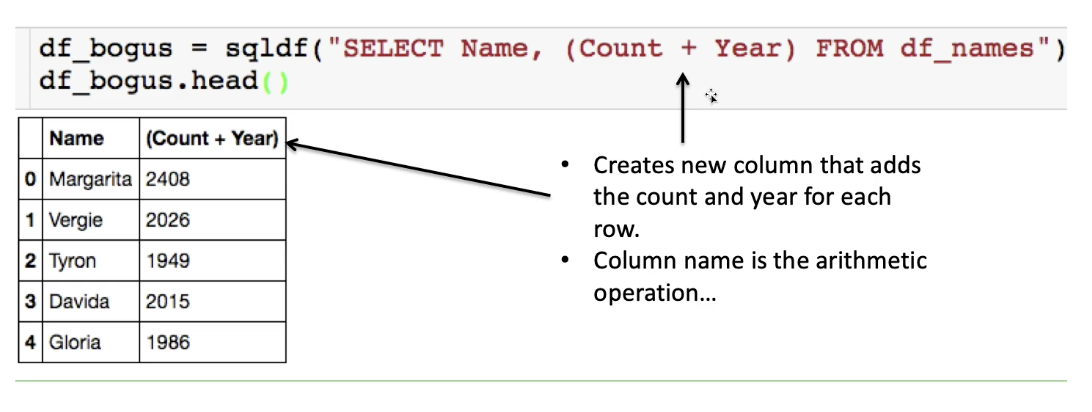 df_bogus = sqldf("SELECT Name, (Count + Year) FROM df_names")
df_bogus.head()
Name (Count + Year)
0 Margarita 2408
1 Vergie 2026
2 Tyron 1949
3 Davida 2015
4 Gloria 1986
• Creates new column that adds
the count and year for each
row.
• Column name is the arithmetic
operation...